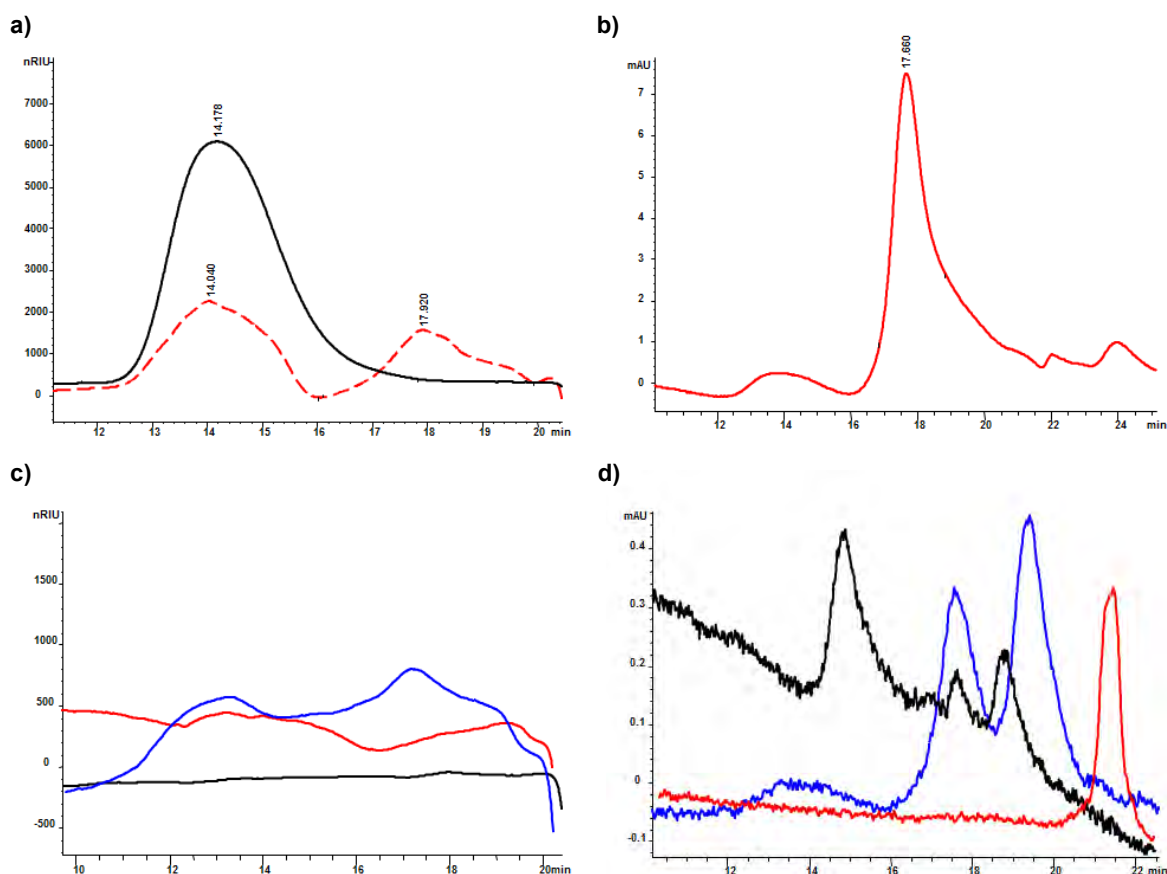 a)
nRIU
7000
6000
5000
4000
3000
2000
1000
0
14.178
14.040
17.920
12 13 14 15 16 17 18 19 20 min
b)
mAU
7
6
5
4
3
2
1
0
17.660
12 14 16 18 20 22 24 min
c)
nRIU
1500
1000
500
0
-500
10 12 14 16 18 20min
d)
mAU
0.4
0.3
0.2
0.1
0
-0.1
12 14 16 18 20 22 min